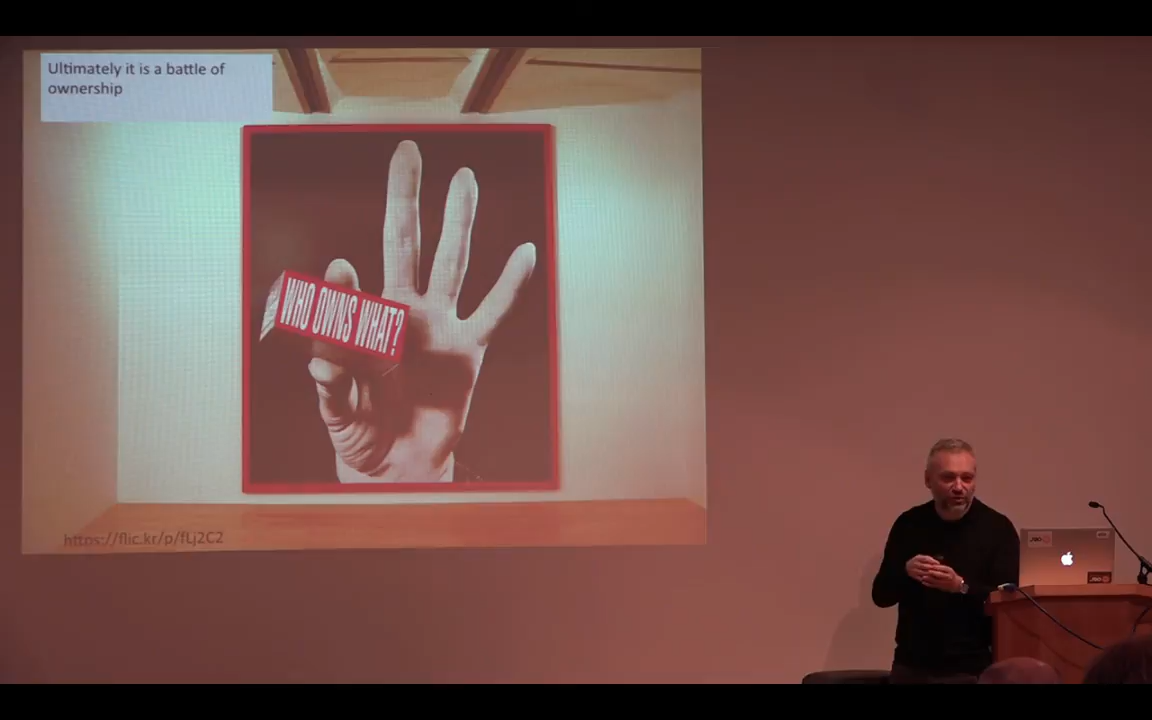 Ultimately it is a battle of
ownership
WHO OWNS WHAT?
https://flic.kr/p/fLj2C2